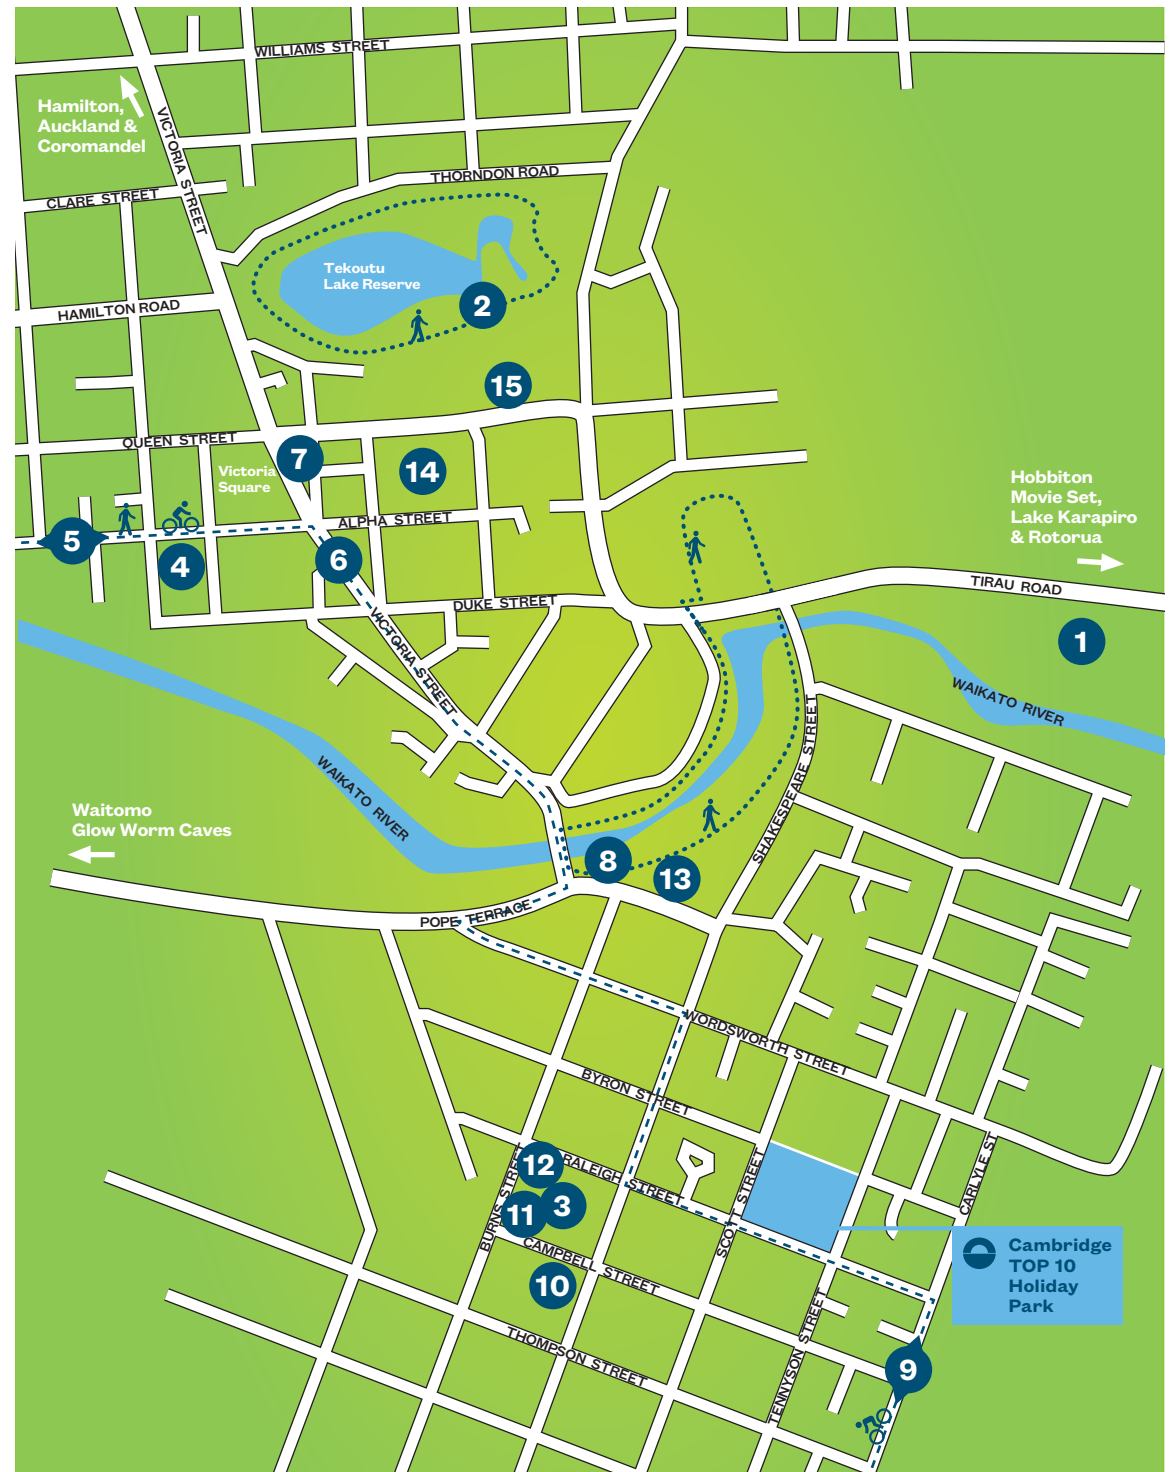 WILLIAMS STREET
Hamilton,
Auckland &
Coromandel
VICTORIA STREET
THORNDON ROAD
CLARE STREET
Tekoutu
Lake Reserve
2
HAMILTON ROAD
15
QUEEN STREET
7
14
Victoria
Square
Hobbiton
Movie Set,
Lake Karapiro
& Rotorua
ALPHA STREET
5
4
6
TIRAU ROAD
DUKE STREET
1
VICTORIA STREET
WAIKATO RIVER
WAIKATO RIVER
SHAKESPEARE STREET
Waitomo
Glow Worm Caves
8
13
POPE TERRACE
WORDSWORTH STREET
BYRON STREET
12
RALEIGH STREET
3
11
BURNS STREET
SCOTT STREET
CARLYLE ST
CAMPBELL STREET
10
Cambridge
TOP 10
Holiday
Park
THOMPSON STREET
TENNYSON STREET
9